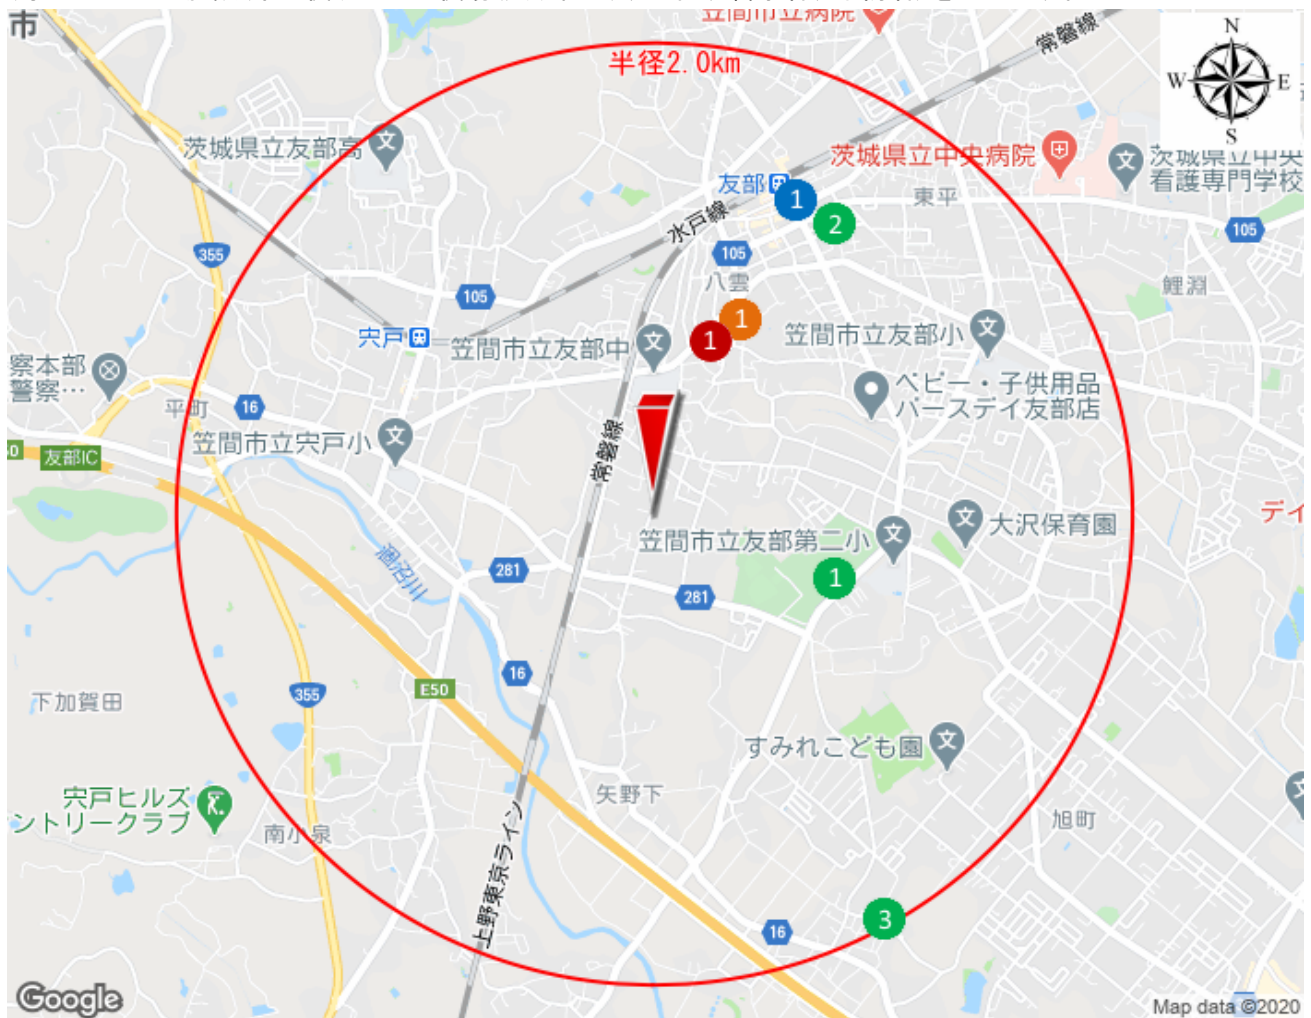 市
笠間市立病院
常磐線
N
W
E
S
半径2.0km
茨城県立友部高
茨城県立中央病院
茨城県立中央
看護専門学校
友部
1
東平
2
水戸線
105
105
355
八雲
鯉淵
105
1
宍戸
1
笠間市立友部中
笠間市立友部小
察本部
警察…
ベビー・子供用品
バースデイ友部店
平町
16
笠間市立宍戸小
常磐線
友部IC
デイ
笠間市立友部第二小
大沢保育園
涸沼川
281
1
281
16
E50
355
下加賀田
すみれこども園
宍戸ヒルズ
ントリークラブ
矢野下
南小泉
旭町
上野東京ライン
3
16
Google
Map data ©2020